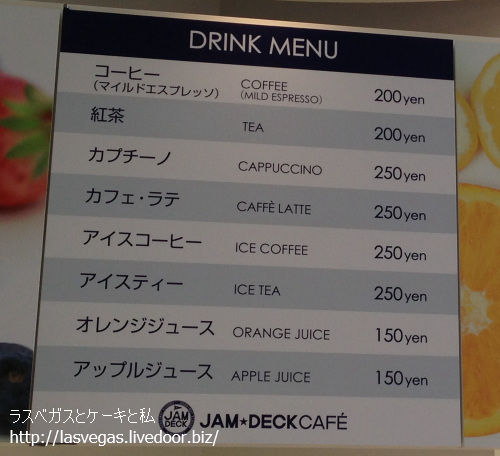 DRINK MENU
コーヒー COFFEE 200yen
（マイルドエスプレッソ） (MILD ESPRESSO)
紅茶 TEA 200yen
カプチーノ CAPPUCCINO 250yen
カフェ・ラテ CAFFÈ LATTE 250yen
アイスコーヒー ICE COFFEE 250yen
アイスティー ICE TEA 250yen
オレンジジュース ORANGE JUICE 150yen
アップルジュース APPLE JUICE 150yen
JAM DECK JAM★DECKCAFÉ
ラスベガスとケーキと私
http://lasvegas.livedoor.biz/